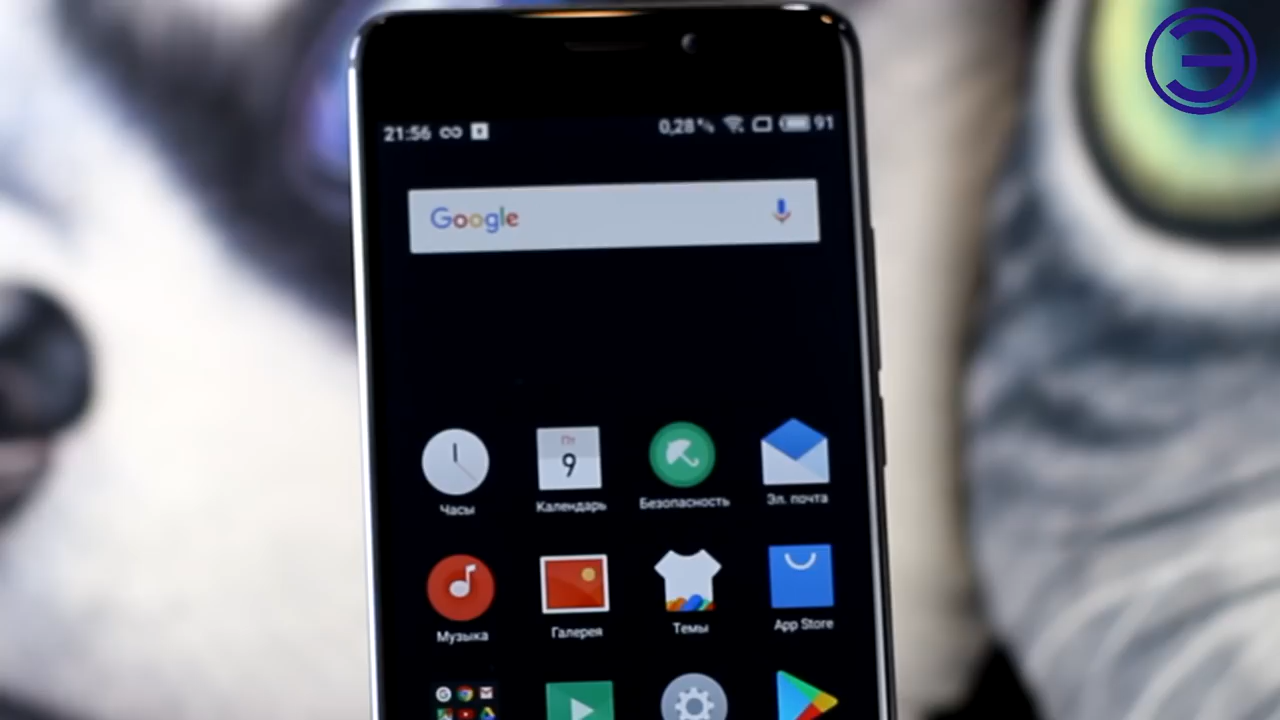 Э
21:56
0,28
91
Google
Пт
9
Часы
Календарь
Безопасность
Эл. почта
Музыка
Галерея
Темы
App Store